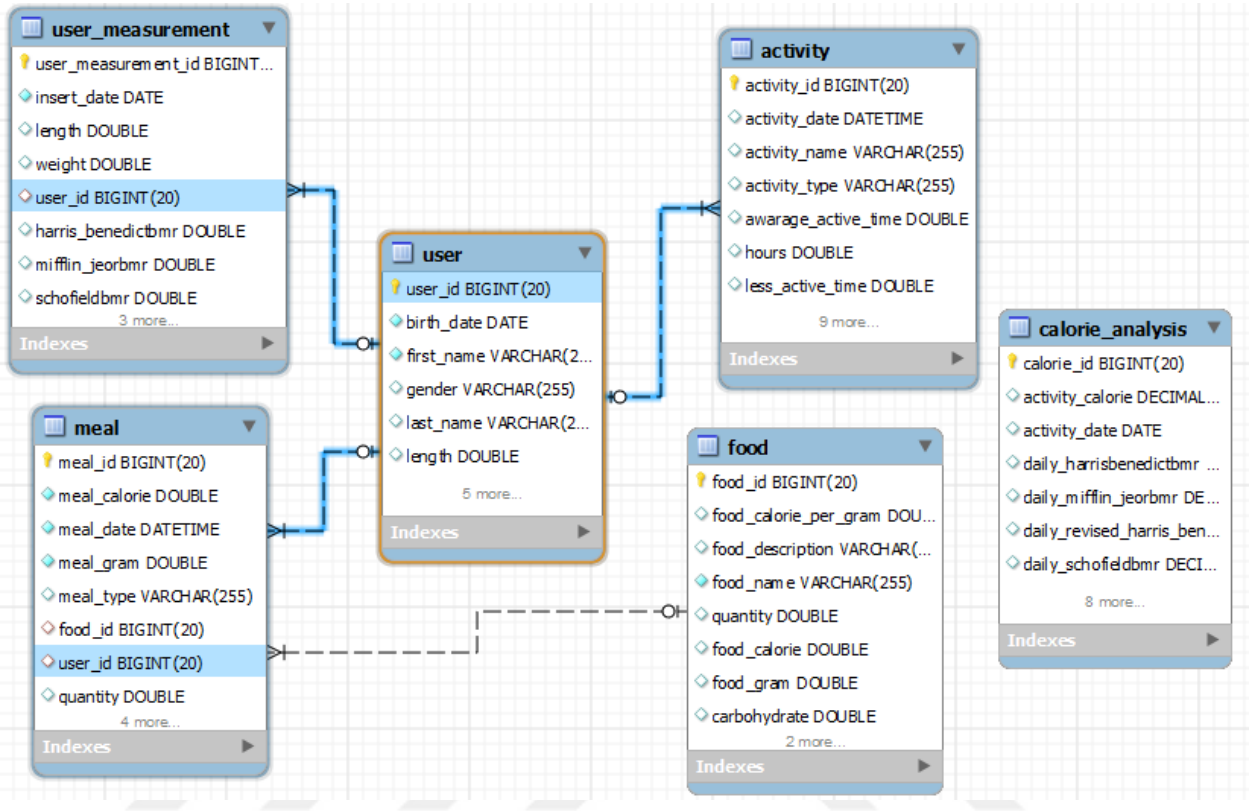 user_measurement
user_measurement_id BIGINT...
insert_date DATE
length DOUBLE
weight DOUBLE
user_id BIGINT(20)
harris_benedictbmr DOUBLE
mifflin_jeorbmr DOUBLE
schofieldbmr DOUBLE
3 more...
Indexes
activity
activity_id BIGINT(20)
activity_date DATETIME
activity_name VARCHAR(255)
activity_type VARCHAR(255)
awarage_active_time DOUBLE
hours DOUBLE
less_active_time DOUBLE
9 more...
Indexes
user
user_id BIGINT(20)
birth_date DATE
first_name VARCHAR(2...
gender VARCHAR(255)
last_name VARCHAR(2...
length DOUBLE
5 more...
Indexes
calorie_analysis
calorie_id BIGINT(20)
activity_calorie DECIMAL...
activity_date DATE
daily_harrisbenedictbmr ...
daily_mifflin_jeorbmr DE...
daily_revised_harris_ben...
daily_schofieldbmr DECI...
8 more...
Indexes
meal
meal_id BIGINT(20)
meal_calorie DOUBLE
meal_date DATETIME
meal_gram DOUBLE
meal_type VARCHAR(255)
food_id BIGINT(20)
user_id BIGINT(20)
quantity DOUBLE
4 more...
Indexes
food
food_id BIGINT(20)
food_calorie_per_gram DOU...
food_description VARCHAR(...
food_name VARCHAR(255)
quantity DOUBLE
food_calorie DOUBLE
food_gram DOUBLE
carbohydrate DOUBLE
2 more...
Indexes